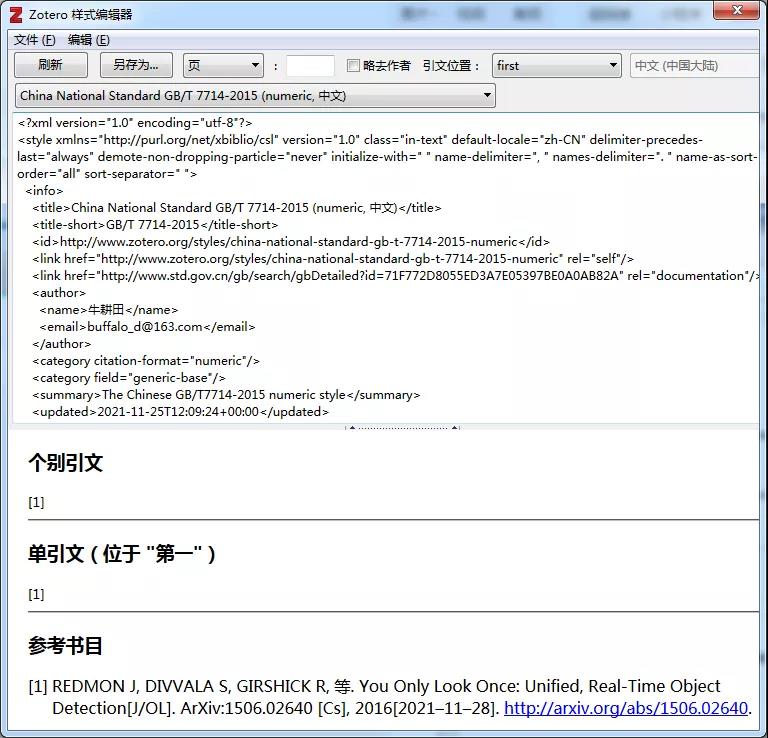 Zotero 样式编辑器
文件 (F) 编辑 (E)
刷新 另存为... 页 : 略去作者 引文位置： first 中文 (中国大陆)
China National Standard GB/T 7714-2015 (numeric, 中文)
<?xml version="1.0" encoding="utf-8"?>
<style xmlns="http://purl.org/net/xbiblio/csl" version="1.0" class="in-text" default-locale="zh-CN" delimiter-precedes-
last="always" demote-non-dropping-particle="never" initialize-with=" " name-delimiter=", " names-delimiter=". " name-as-sort-
order="all" sort-separator=" ">
<info>
<title>China National Standard GB/T 7714-2015 (numeric, 中文)</title>
<title-short>GB/T 7714-2015</title-short>
<id>http://www.zotero.org/styles/china-national-standard-gb-t-7714-2015-numeric</id>
<link href="http://www.zotero.org/styles/china-national-standard-gb-t-7714-2015-numeric" rel="self"/>
<link href="http://www.std.gov.cn/gb/search/gbDetailed?id=71F772D8055ED3A7E05397BE0A0AB82A" rel="documentation"/>
<author>
<name>牛耕田</name>
<email>buffalo_d@163.com</email>
</author>
<category citation-format="numeric"/>
<category field="generic-base"/>
<summary>The Chinese GB/T7714-2015 numeric style</summary>
<updated>2021-11-25T12:09:24+00:00</updated>
个别引文
[1]
单引文（位于 "第一"）
[1]
参考书目
[1] REDMON J, DIVVALA S, GIRSHICK R, 等. You Only Look Once: Unified, Real-Time Object
Detection[J/OL]. ArXiv:1506.02640 [Cs], 2016[2021–11–28]. http://arxiv.org/abs/1506.02640.